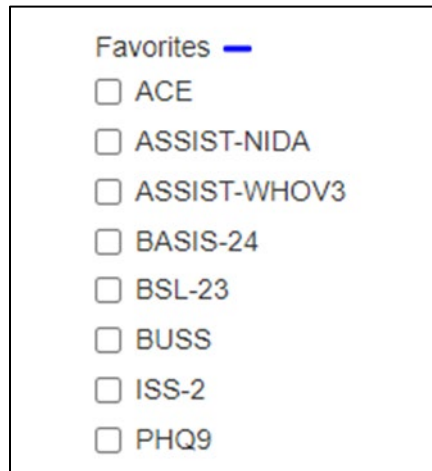 Favorites
ACE
ASSIST-NIDA
ASSIST-WHOV3
BASIS-24
BSL-23
BUSS
ISS-2
PHQ9